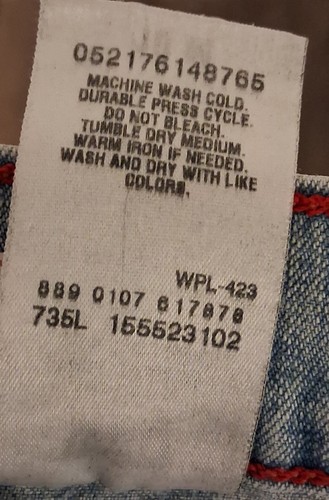 052176148765
MACHINE WASH COLD.
DURABLE PRESS CYCLE.
DO NOT BLEACH.
TUMBLE DRY MEDIUM.
WARM IRON IF NEEDED.
WASH AND DRY WITH LIKE
COLORS.
WPL-423
889 0107 617878
735L 155523102